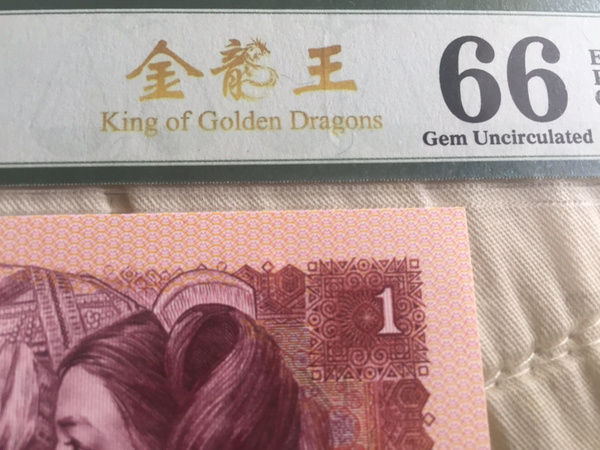 金龍王
King of Golden Dragons
66
Gem Uncirculated
1